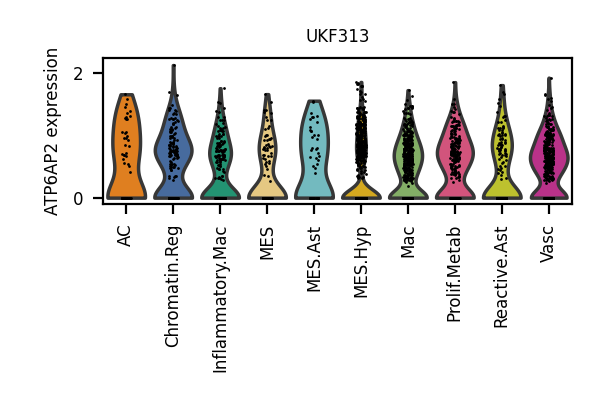 UKF313
ATP6AP2 expression
2
0
AC
Chromatin.Reg
Inflammatory.Mac
MES
MES.Ast
MES.Hyp
Mac
Prolif.Metab
Reactive.Ast
Vasc